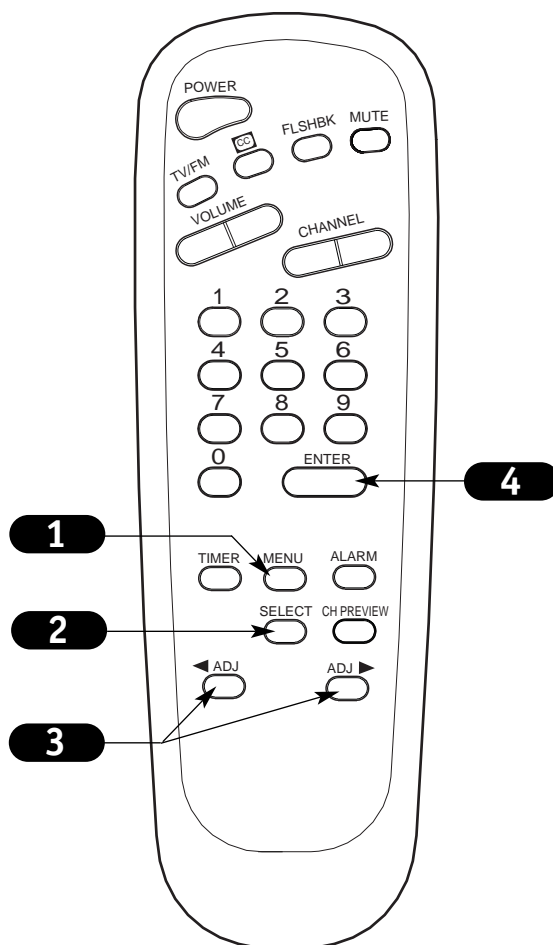 POWER
CC
FLSHBK
MUTE
TV/FM
VOLUME
CHANNEL
1 2 3
4 5 6
7 8 9
0 ENTER
4
1
TIMER MENU ALARM
2
SELECT CH PREVIEW
◀ ADJ ADJ ▶
3